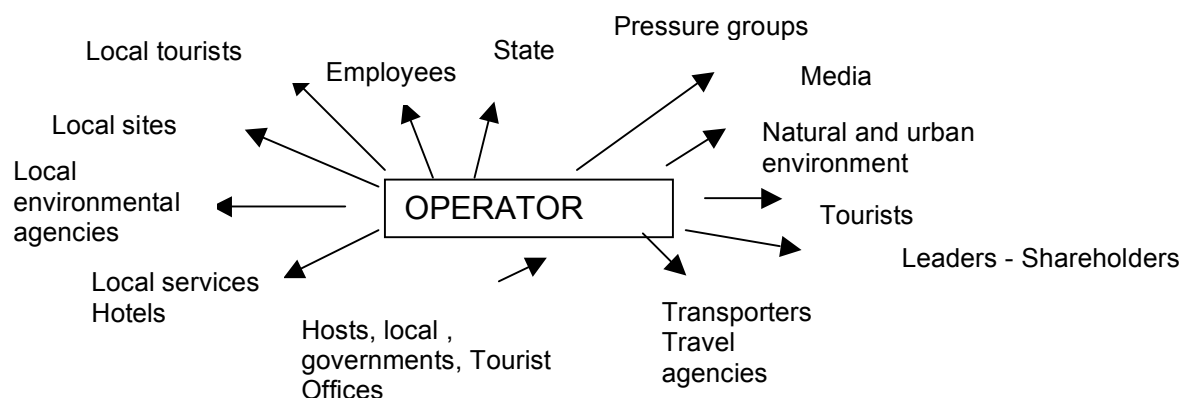 Pressure groups
State
Local tourists
Employees
Media
Local sites
Natural and urban
environment
Local
environmental
agencies
OPERATOR
Tourists
Leaders - Shareholders
Local services
Hotels
Transporters
Travel
agencies
Hosts, local ,
governments, Tourist
Offices